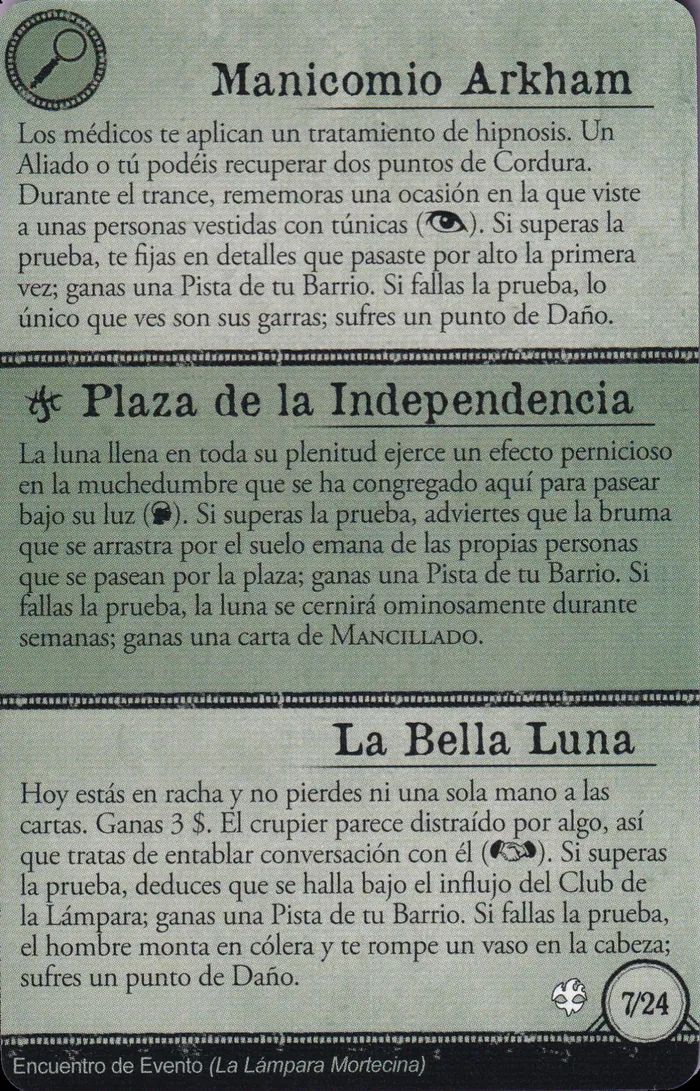 Manicomio Arkham
Los médicos te aplican un tratamiento de hipnosis. Un
Aliado o tú podéis recuperar dos puntos de Cordura.
Durante el trance, rememoras una ocasión en la que viste
a unas personas vestidas con túnicas (). Si superas la
prueba, te fijas en detalles que pasaste por alto la primera
vez; ganas una Pista de tu Barrio. Si fallas la prueba, lo
único que ves son sus garras; sufres un punto de Daño.
Plaza de la Independencia
La luna llena en toda su plenitud ejerce un efecto pernicioso
en la muchedumbre que se ha congregado aquí para pasear
bajo su luz (). Si superas la prueba, adviertes que la bruma
que se arrastra por el suelo emana de las propias personas
que se pasean por la plaza; ganas una Pista de tu Barrio. Si
fallas la prueba, la luna se cernirá ominosamente durante
semanas; ganas una carta de MANCILLADO.
La Bella Luna
Hoy estás en racha y no pierdes ni una sola mano a las
cartas. Ganas 3 $. El crupier parece distraído por algo, así
que tratas de entablar conversación con él (). Si superas
la prueba, deduces que se halla bajo el influjo del Club de
la Lámpara; ganas una Pista de tu Barrio. Si fallas la prueba,
el hombre monta en cólera y te rompe un vaso en la cabeza;
sufres un punto de Daño.
7/24
Encuentro de Evento (La Lámpara Mortecina)